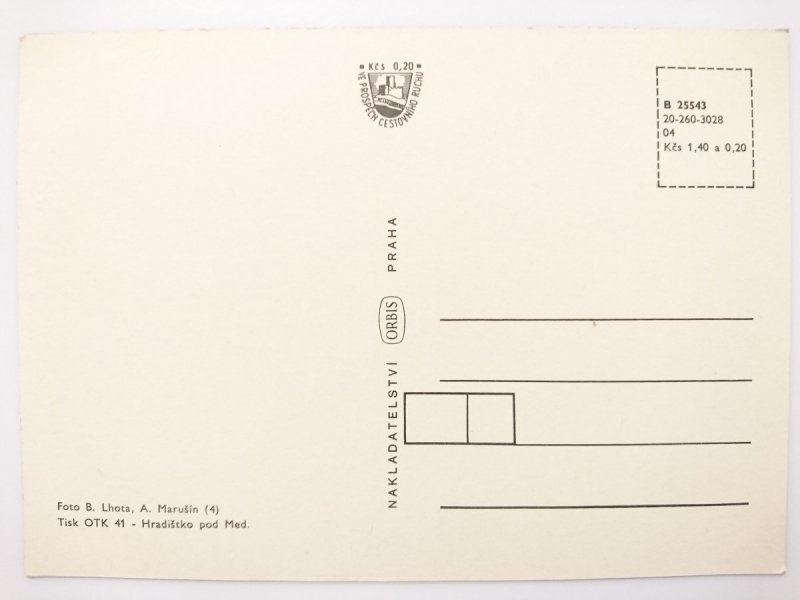 Kčs 0,20
VE PROSPĚCH CESTOVNÍHO RUCHU
B 25543
20-260-3028
04
Kčs 1,40 a 0,20
NAKLADATELSTVÍ ORBIS PRAHA
Foto B. Lhota, A. Marušín (4)
Tisk OTK 41 - Hradištko pod Med.